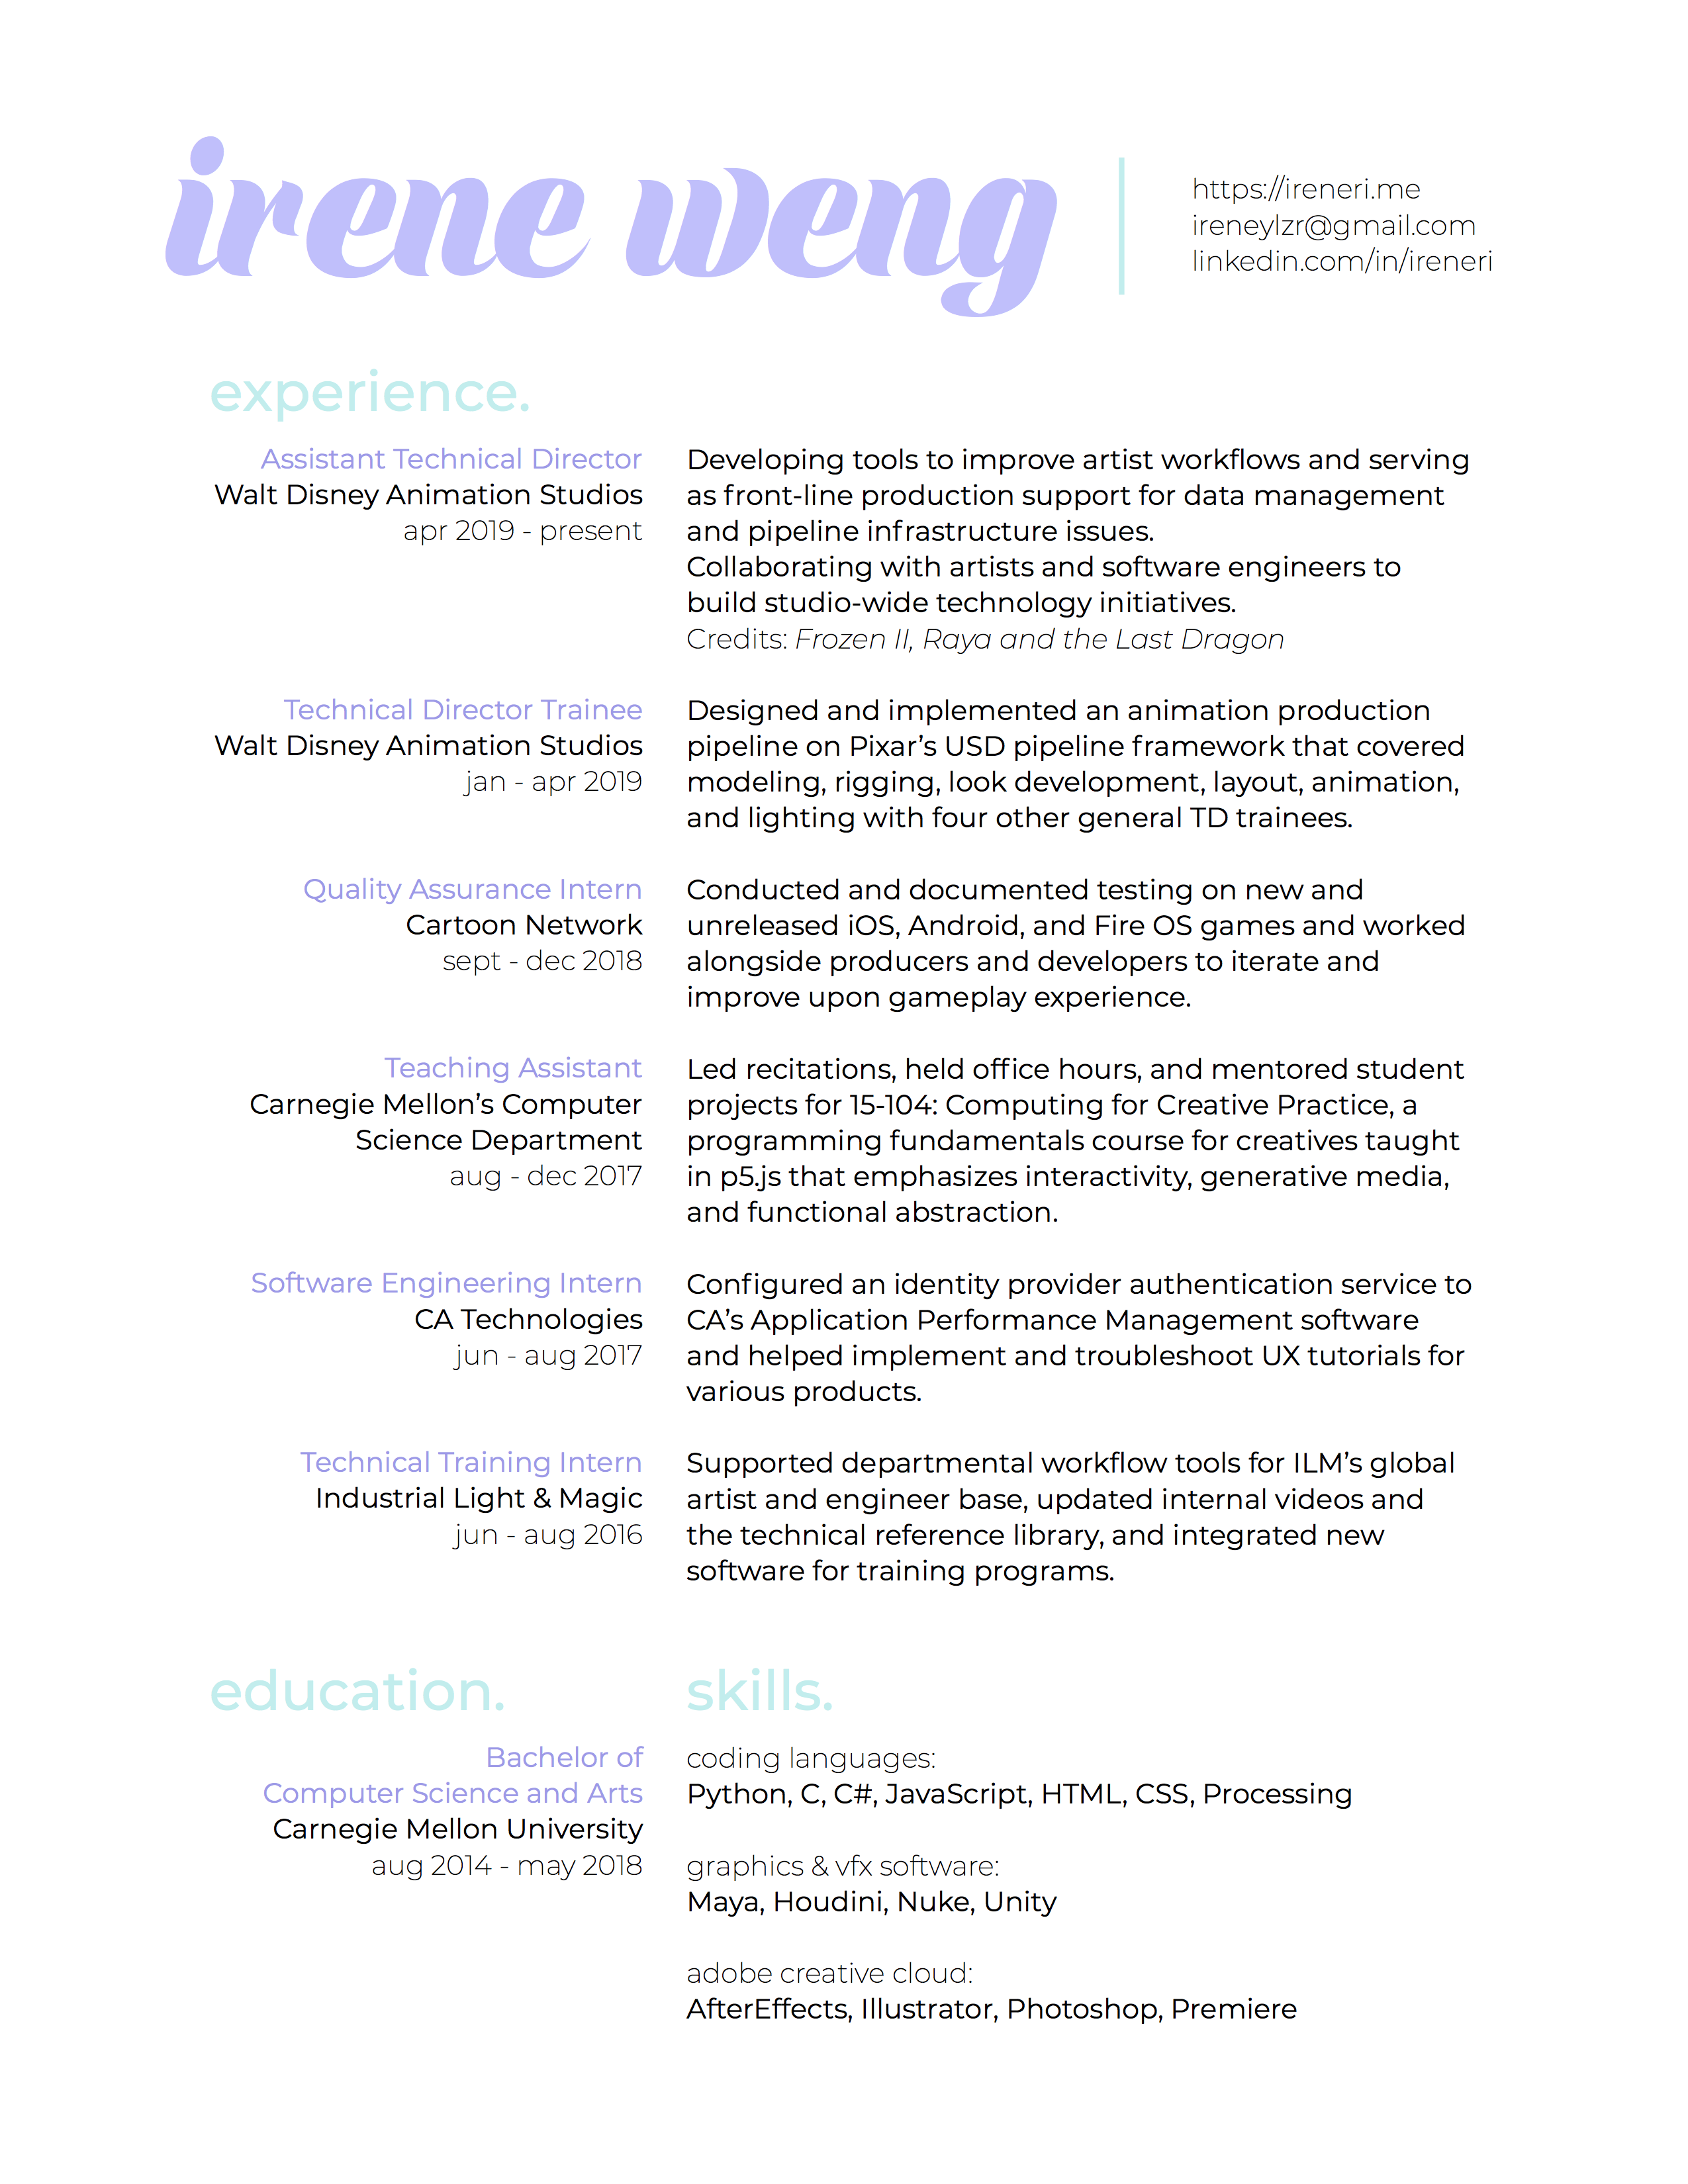 irene weng
https://ireneri.me
ireneylzr@gmail.com
linkedin.com/in/ireneri
experience.
Assistant Technical Director
Walt Disney Animation Studios
apr 2019 - present
Developing tools to improve artist workflows and serving
as front-line production support for data management
and pipeline infrastructure issues.
Collaborating with artists and software engineers to
build studio-wide technology initiatives.
Credits: Frozen II, Raya and the Last Dragon
Technical Director Trainee
Walt Disney Animation Studios
jan - apr 2019
Designed and implemented an animation production
pipeline on Pixar’s USD pipeline framework that covered
modeling, rigging, look development, layout, animation,
and lighting with four other general TD trainees.
Quality Assurance Intern
Cartoon Network
sept - dec 2018
Conducted and documented testing on new and
unreleased iOS, Android, and Fire OS games and worked
alongside producers and developers to iterate and
improve upon gameplay experience.
Teaching Assistant
Carnegie Mellon’s Computer
Science Department
aug - dec 2017
Led recitations, held office hours, and mentored student
projects for 15-104: Computing for Creative Practice, a
programming fundamentals course for creatives taught
in p5.js that emphasizes interactivity, generative media,
and functional abstraction.
Software Engineering Intern
CA Technologies
jun - aug 2017
Configured an identity provider authentication service to
CA’s Application Performance Management software
and helped implement and troubleshoot UX tutorials for
various products.
Technical Training Intern
Industrial Light & Magic
jun - aug 2016
Supported departmental workflow tools for ILM’s global
artist and engineer base, updated internal videos and
the technical reference library, and integrated new
software for training programs.
education.
Bachelor of
Computer Science and Arts
Carnegie Mellon University
aug 2014 - may 2018
skills.
coding languages:
Python, C, C#, JavaScript, HTML, CSS, Processing
graphics & vfx software:
Maya, Houdini, Nuke, Unity
adobe creative cloud:
AfterEffects, Illustrator, Photoshop, Premiere